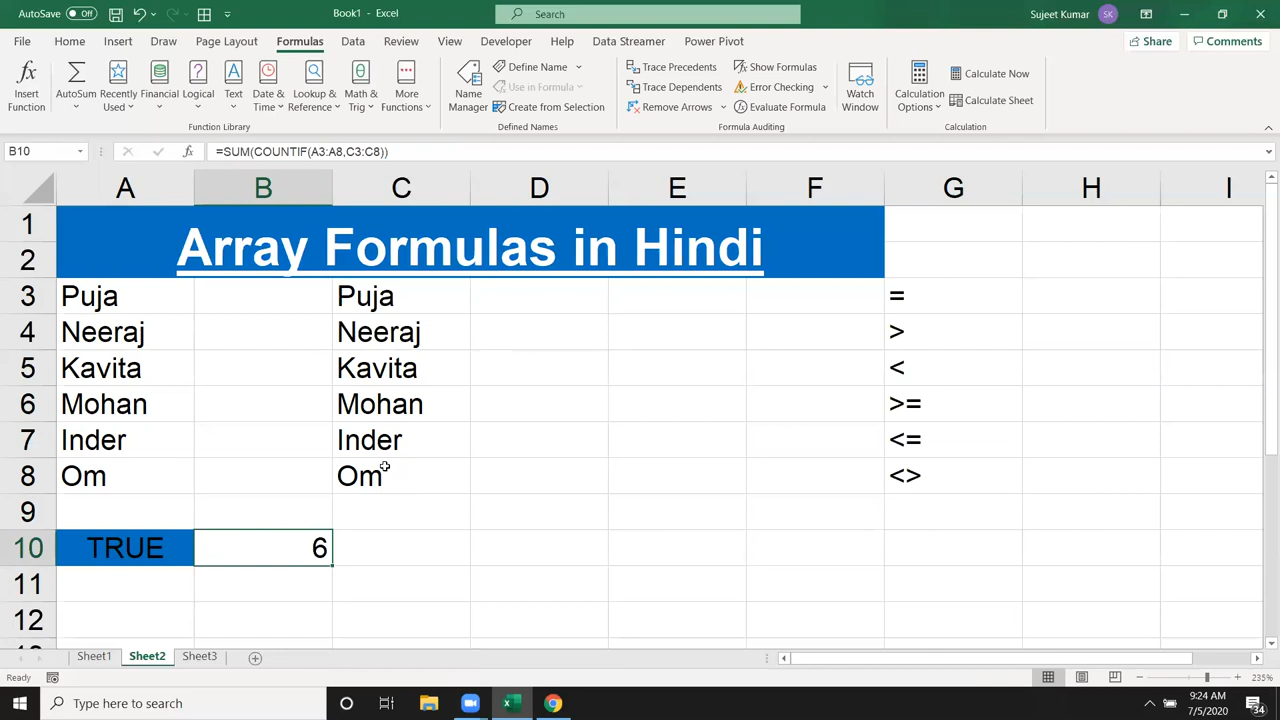 AutoSave Off Book1 - Excel Search Sujeet Kumar SK
File Home Insert Draw Page Layout Formulas Data Review View Developer Help Data Streamer Power Pivot Share Comments
Insert Function
AutoSum
Recently Used
Financial
Logical
Text
Date & Time
Lookup & Reference
Math & Trig
More Functions
Function Library
Name Manager
Define Name
Use in Formula
Create from Selection
Defined Names
Trace Precedents
Trace Dependents
Remove Arrows
Show Formulas
Error Checking
Evaluate Formula
Formula Auditing
Watch Window
Calculation Options
Calculate Now
Calculate Sheet
Calculation
B10 fx =SUM(COUNTIF(A3:A8,C3:C8))
A B C D E F G H I
1
2 Array Formulas in Hindi
3 Puja Puja =
4 Neeraj Neeraj >
5 Kavita Kavita <
6 Mohan Mohan >=
7 Inder Inder <=
8 Om Om <>
9
10 TRUE 6
11
12
Sheet1 Sheet2 Sheet3
Ready 235%
Type here to search
9:24 AM
7/5/2020
34